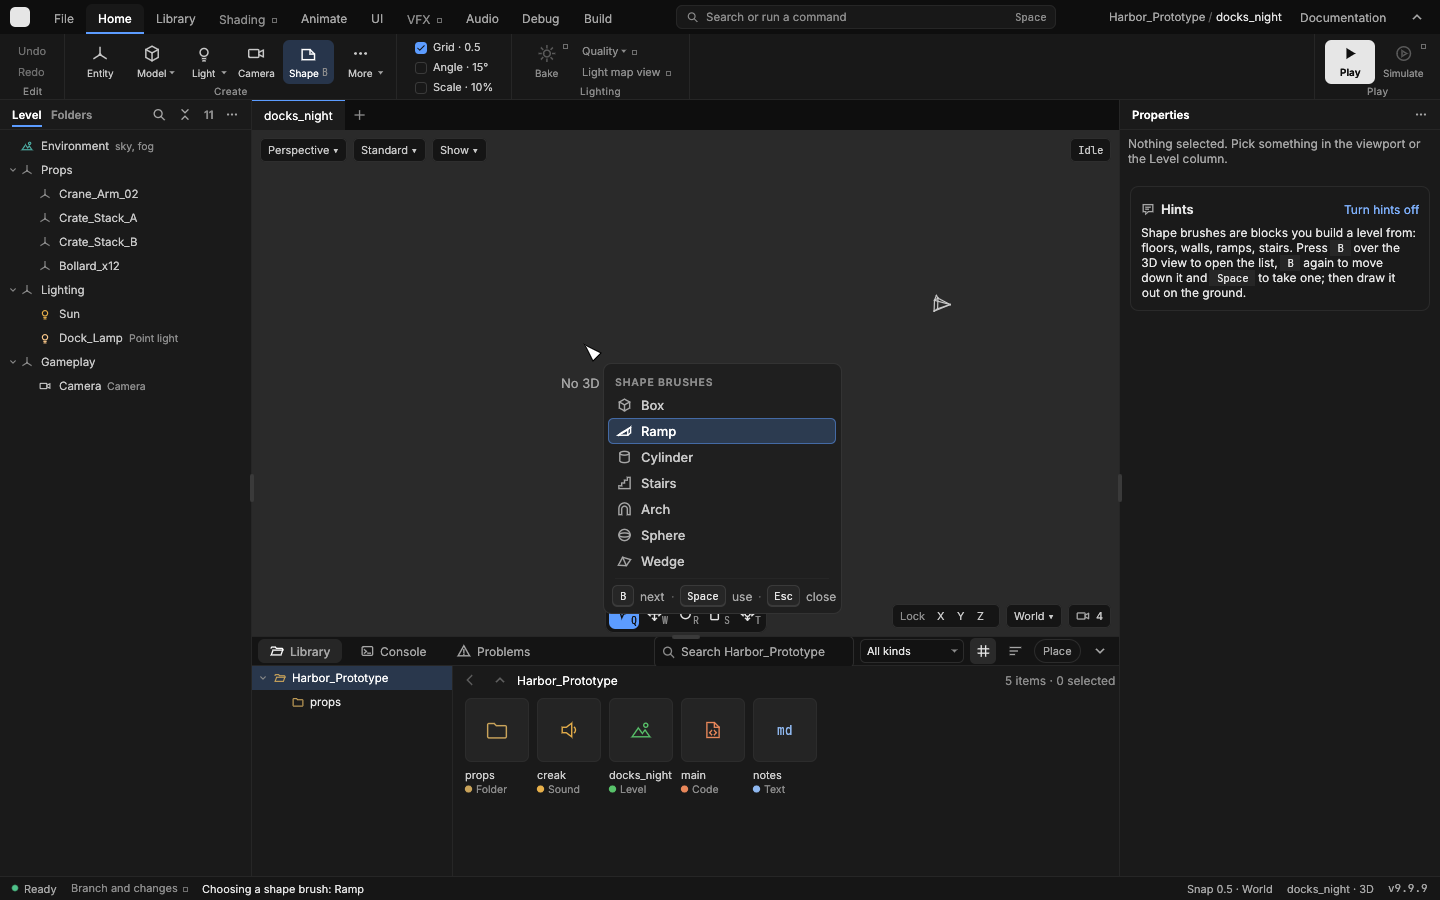 File Home Library Shading Animate UI VFX Audio Debug Build
Search or run a command Space
Harbor_Prototype / docks_night Documentation
Undo
Redo
Edit
Entity Model Light Camera Shape B More
Create
Grid · 0.5
Angle · 15°
Scale · 10%
Bake
Quality
Light map view
Lighting
Play Simulate
Play
Level Folders 11
docks_night
Properties
Environment sky, fog
Props
Crane_Arm_02
Crate_Stack_A
Crate_Stack_B
Bollard_x12
Lighting
Sun
Dock_Lamp Point light
Gameplay
Camera Camera
Perspective Standard Show Idle
No 3D
SHAPE BRUSHES
Box
Ramp
Cylinder
Stairs
Arch
Sphere
Wedge
B next · Space use · Esc close
Q W R S T
Lock X Y Z World 4
Nothing selected. Pick something in the viewport or
the Level column.
Hints Turn hints off
Shape brushes are blocks you build a level from:
floors, walls, ramps, stairs. Press B over the
3D view to open the list, B again to move
down it and Space to take one; then draw it
out on the ground.
Library Console Problems
Search Harbor_Prototype All kinds Place
Harbor_Prototype
props
Harbor_Prototype 5 items · 0 selected
md
props creak docks_night main notes
Folder Sound Level Code Text
Ready Branch and changes Choosing a shape brush: Ramp
Snap 0.5 · World docks_night · 3D v9.9.9